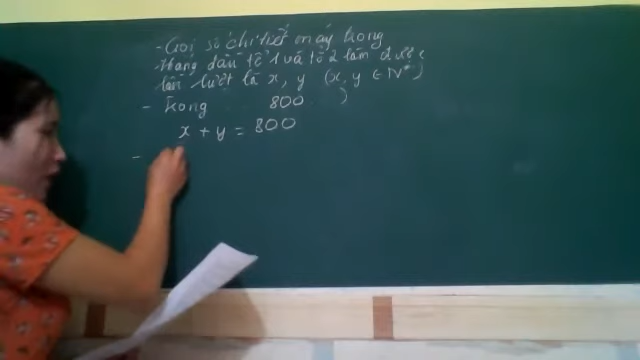 - Gọi số chi tiết máy trong
tháng đầu tổ 1 và tổ 2 làm được
lần lượt là x, y (x, y ∈ N*)
- trong 800 )
x + y = 800
-